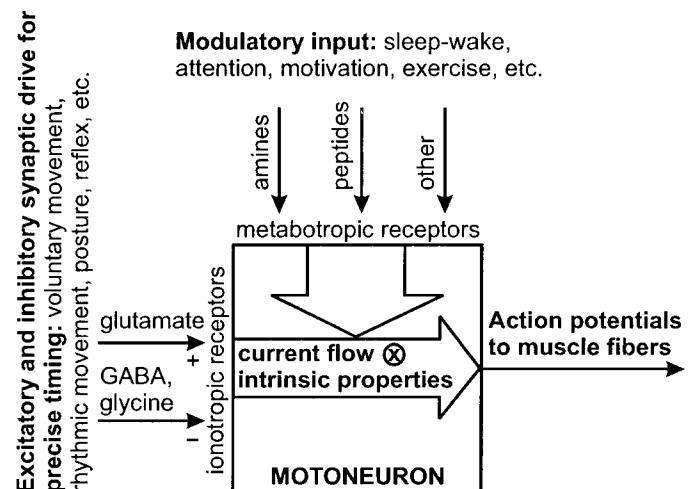 Excitatory and inhibitory synaptic drive for
precise timing: voluntary movement,
rhythmic movement, posture, reflex, etc.
Modulatory input: sleep-wake,
attention, motivation, exercise, etc.
amines
peptides
other
metabotropic receptors
glutamate
+
GABA,
glycine
–
ionotropic receptors
current flow ⊗
intrinsic properties
MOTONEURON
Action potentials
to muscle fibers